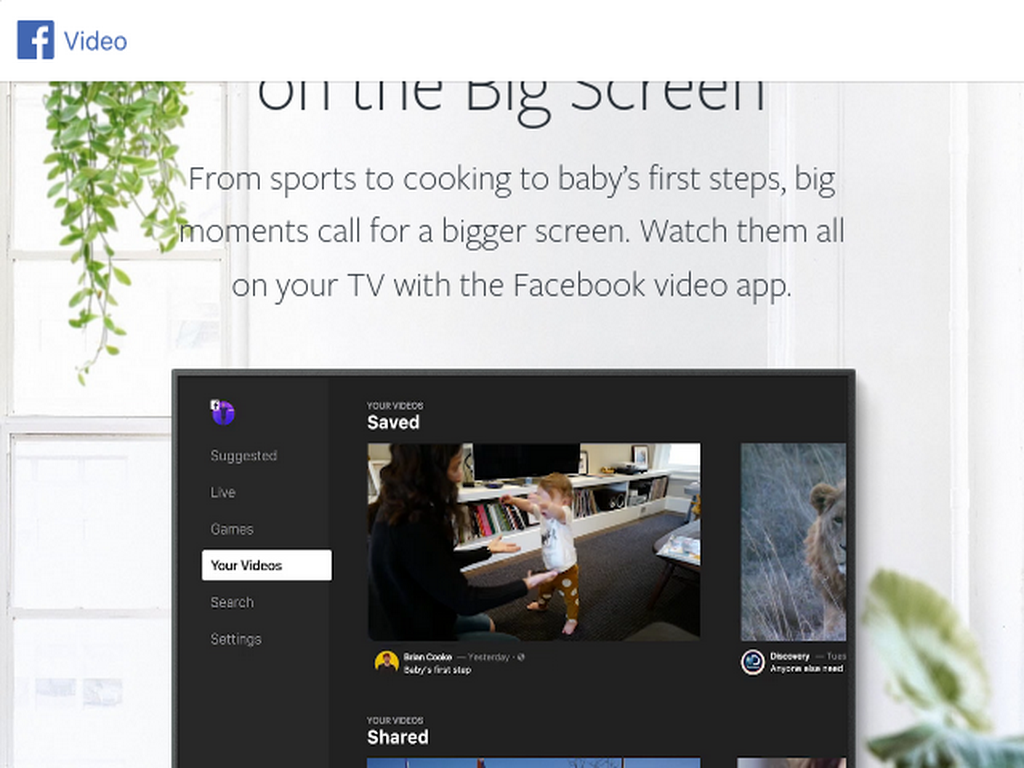 Video
on the Big Screen
From sports to cooking to baby’s first steps, big
moments call for a bigger screen. Watch them all
on your TV with the Facebook video app.
Suggested
Live
Games
Your Videos
Search
Settings
YOUR VIDEOS
Saved
Brian Cooke — Yesterday ·
Baby's first step
Discovery — Tues
Anyone else need
YOUR VIDEOS
Shared